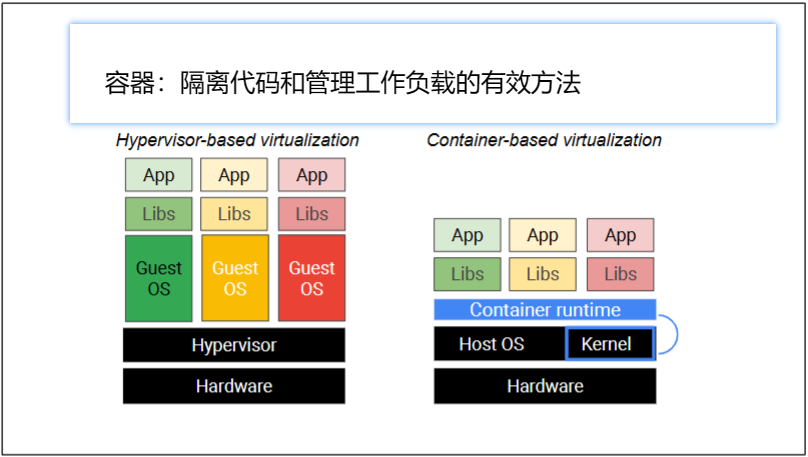 容器：隔离代码和管理工作负载的有效方法
Hypervisor-based virtualization
App App App
Libs Libs Libs
Guest Guest Guest
OS OS OS
Hypervisor
Hardware
Container-based virtualization
App App App
Libs Libs Libs
Container runtime
Host OS Kernel
Hardware